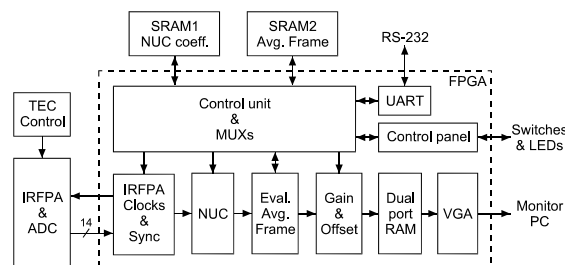 SRAM1
NUC coeff.
SRAM2
Avg. Frame
RS-232
FPGA
TEC
Control
Control unit
&
MUXs
UART
Control panel
Switches
& LEDs
IRFPA
&
ADC
14
IRFPA
Clocks
&
Sync
NUC
Eval.
Avg.
Frame
Gain
&
Offset
Dual
port
RAM
VGA
Monitor
PC